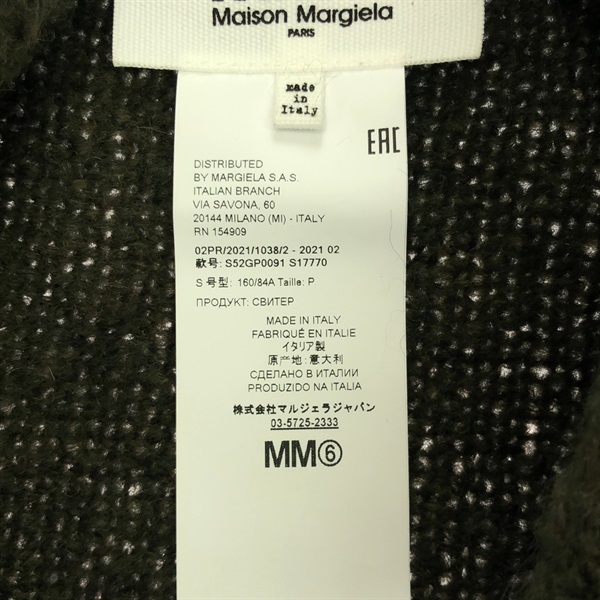 Maison Margiela
PARIS
made
in
Italy
EAC
DISTRIBUTED
BY MARGIELA S.A.S.
ITALIAN BRANCH
VIA SAVONA, 60
20144 MILANO (MI) - ITALY
RN 154909
02PR/2021/1038/2 - 2021 02
款号: S52GP0091 S17770
S 号型: 160/84A Taille: P
ПРОДУКТ: СВИТЕР
MADE IN ITALY
FABRIQUÉ EN ITALIE
イタリア製
原产地: 意大利
СДЕЛАНО В ИТАЛИИ
PRODUZIDO NA ITALIA
株式会社マルジェラジャパン
03-5725-2333
MM⑥